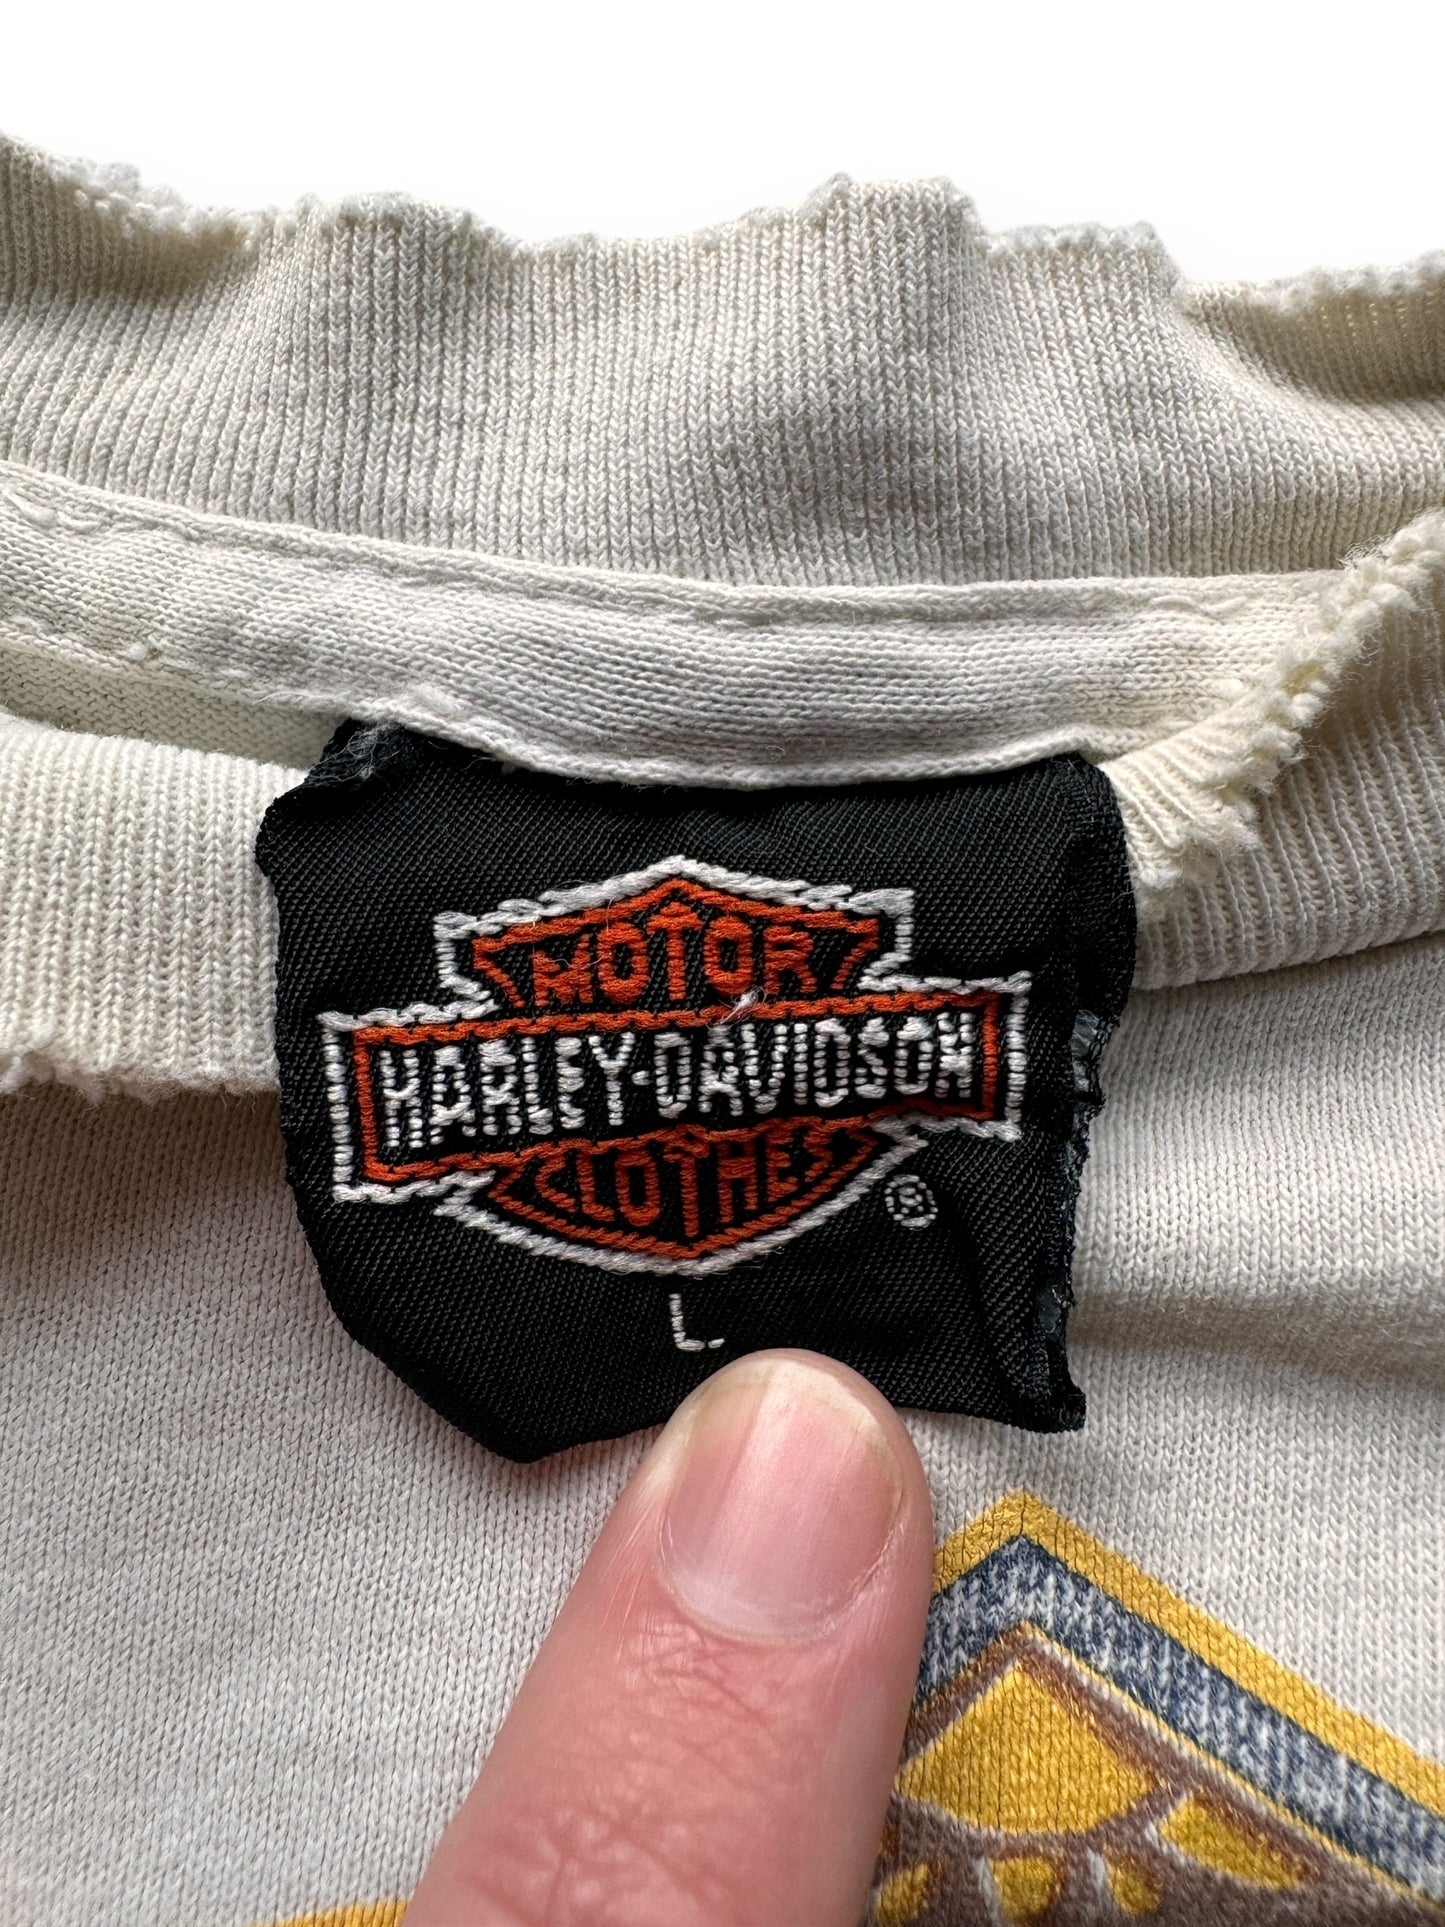 MOTOR
HARLEY-DAVIDSON
CLOTHES
®
L.